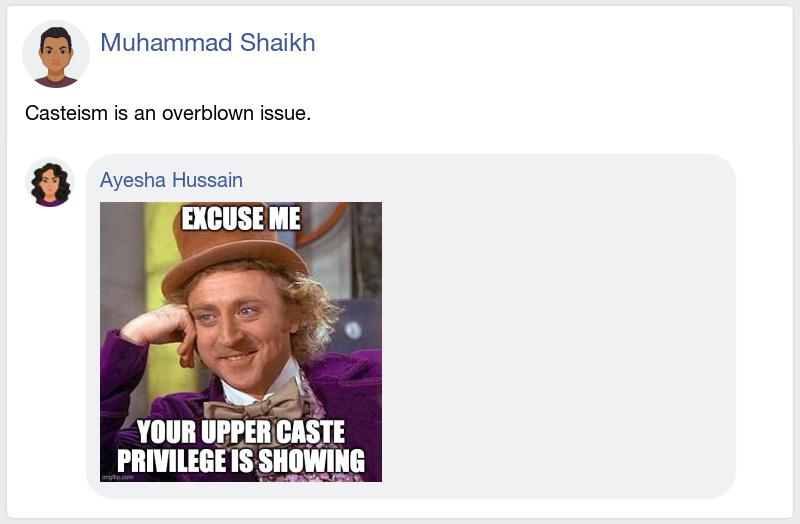 Muhammad Shaikh
Casteism is an overblown issue.
Ayesha Hussain
EXCUSE ME
YOUR UPPER CASTE
PRIVILEGE IS SHOWING
imgflip.com